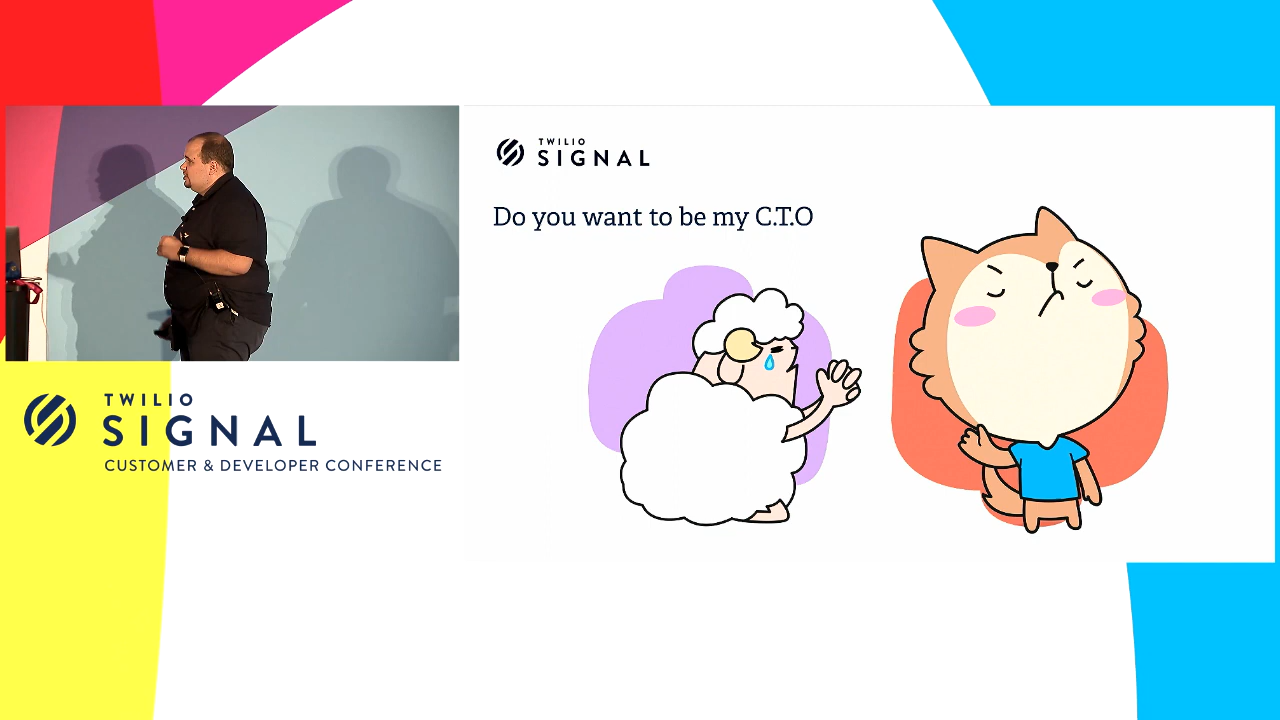 TWILIO
SIGNAL
Do you want to be my C.T.O
TWILIO
SIGNAL
CUSTOMER & DEVELOPER CONFERENCE